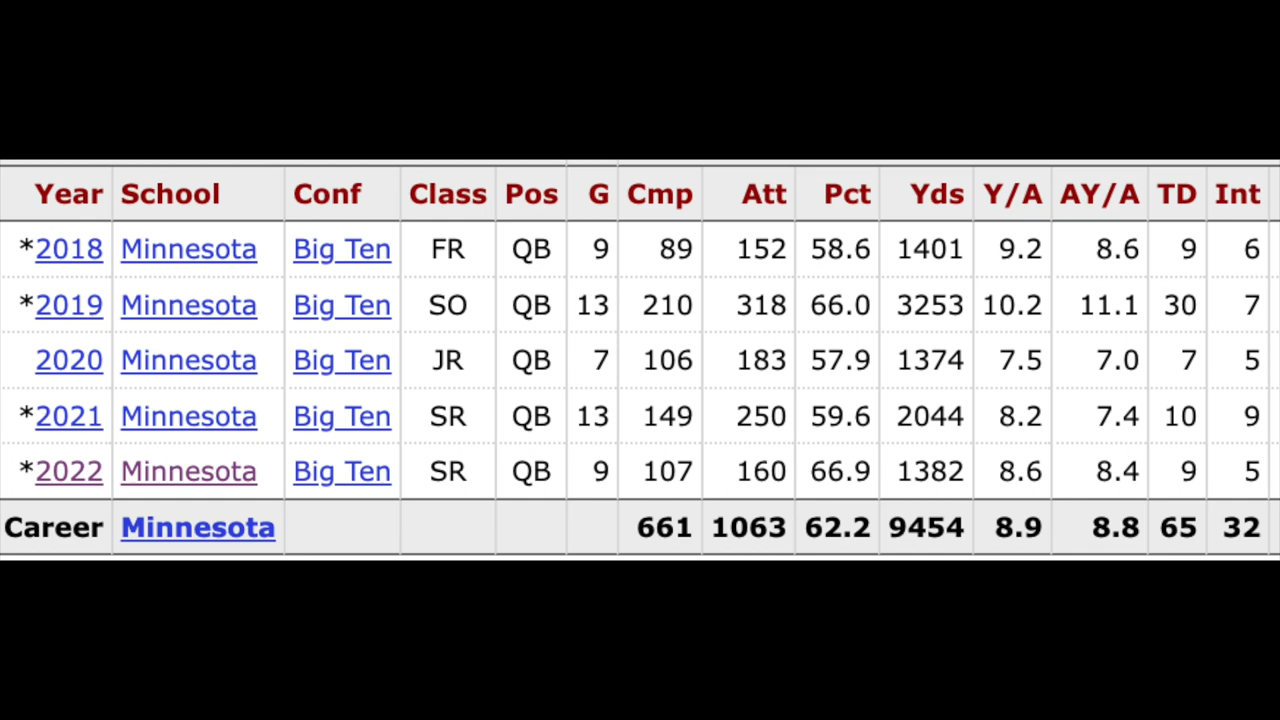 Year School Conf Class Pos G Cmp Att Pct Yds Y/A AY/A TD Int
*2018 Minnesota Big Ten FR QB 9 89 152 58.6 1401 9.2 8.6 9 6
*2019 Minnesota Big Ten SO QB 13 210 318 66.0 3253 10.2 11.1 30 7
2020 Minnesota Big Ten JR QB 7 106 183 57.9 1374 7.5 7.0 7 5
*2021 Minnesota Big Ten SR QB 13 149 250 59.6 2044 8.2 7.4 10 9
*2022 Minnesota Big Ten SR QB 9 107 160 66.9 1382 8.6 8.4 9 5
Career Minnesota 661 1063 62.2 9454 8.9 8.8 65 32